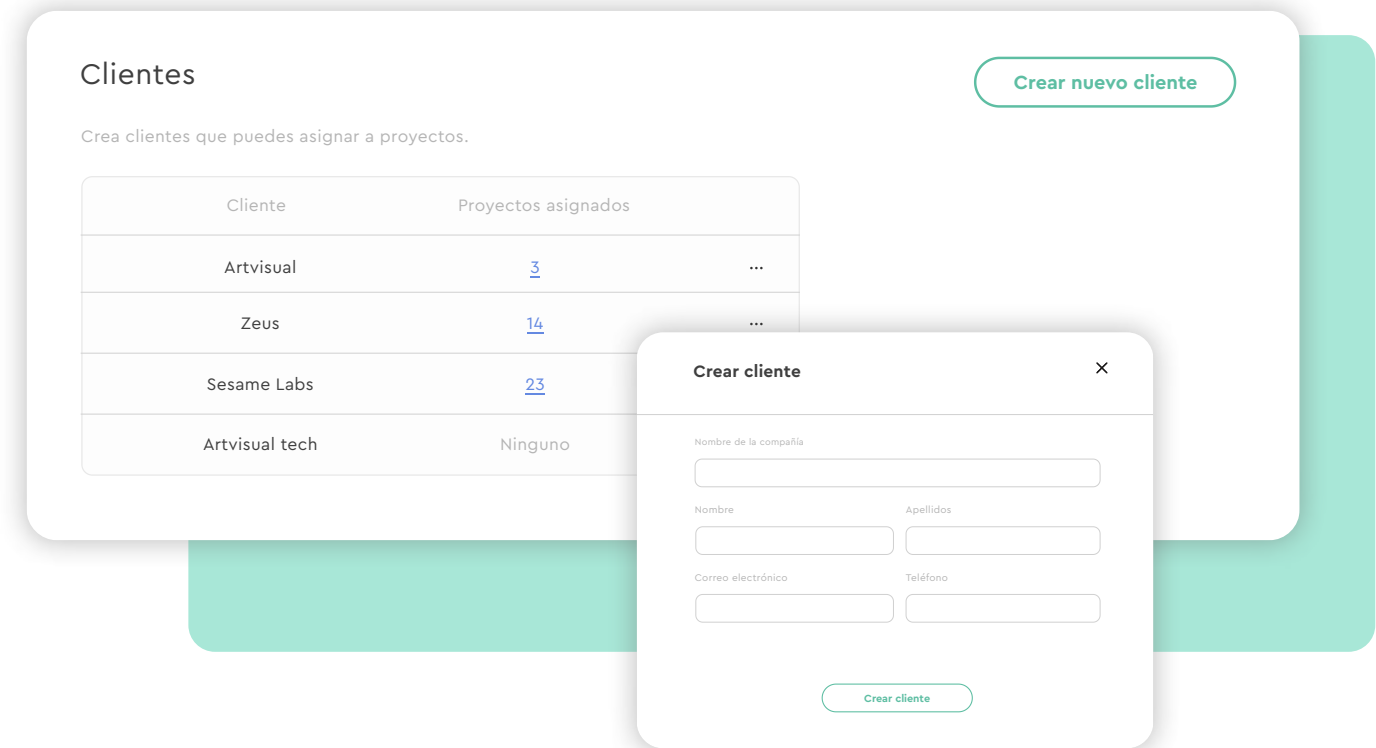 Clientes
Crear nuevo cliente
Crea clientes que puedes asignar a proyectos.
Cliente Proyectos asignados
Artvisual 3 ...
Zeus 14 ...
Sesame Labs 23
Artvisual tech Ninguno
Crear cliente
Nombre de la compañía
Nombre Apellidos
Correo electrónico Teléfono
Crear cliente